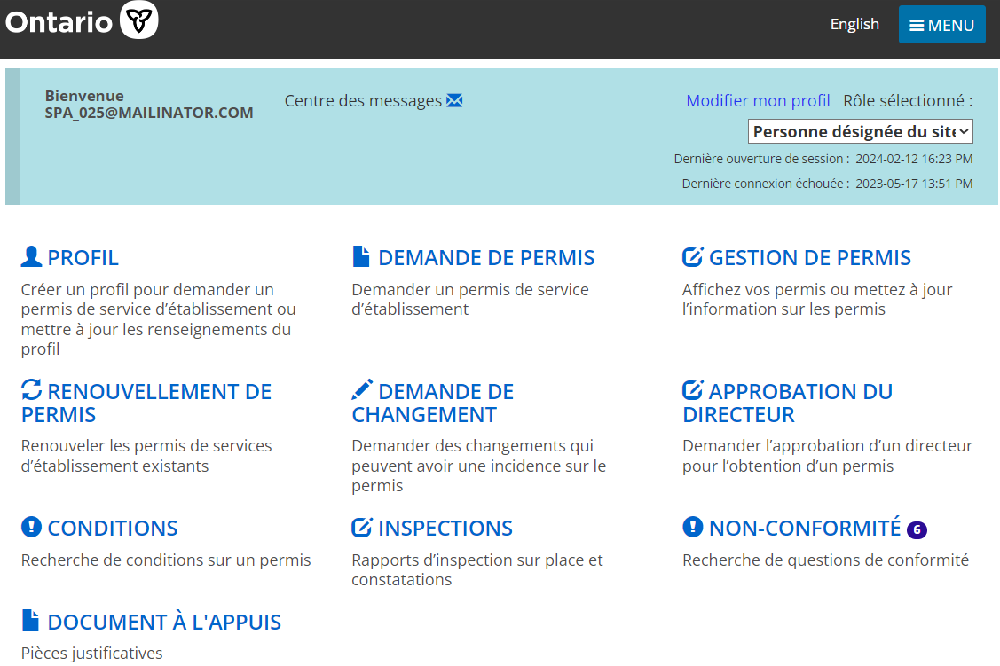 Ontario
English
MENU
Bienvenue
SPA_025@MAILINATOR.COM
Centre des messages
Modifier mon profil Rôle sélectionné :
Personne désignée du site
Dernière ouverture de session : 2024-02-12 16:23 PM
Dernière connexion échouée : 2023-05-17 13:51 PM
PROFIL
Créer un profil pour demander un
permis de service d’établissement ou
mettre à jour les renseignements du
profil
DEMANDE DE PERMIS
Demander un permis de service
d’établissement
GESTION DE PERMIS
Affichez vos permis ou mettez à jour
l’information sur les permis
RENOUVELLEMENT DE
PERMIS
Renouveler les permis de services
d’établissement existants
DEMANDE DE
CHANGEMENT
Demander des changements qui
peuvent avoir une incidence sur le
permis
APPROBATION DU
DIRECTEUR
Demander l’approbation d’un directeur
pour l’obtention d’un permis
CONDITIONS
Recherche de conditions sur un permis
INSPECTIONS
Rapports d’inspection sur place et
constatations
NON-CONFORMITÉ 6
Recherche de questions de conformité
DOCUMENT À L'APPUIS
Pièces justificatives